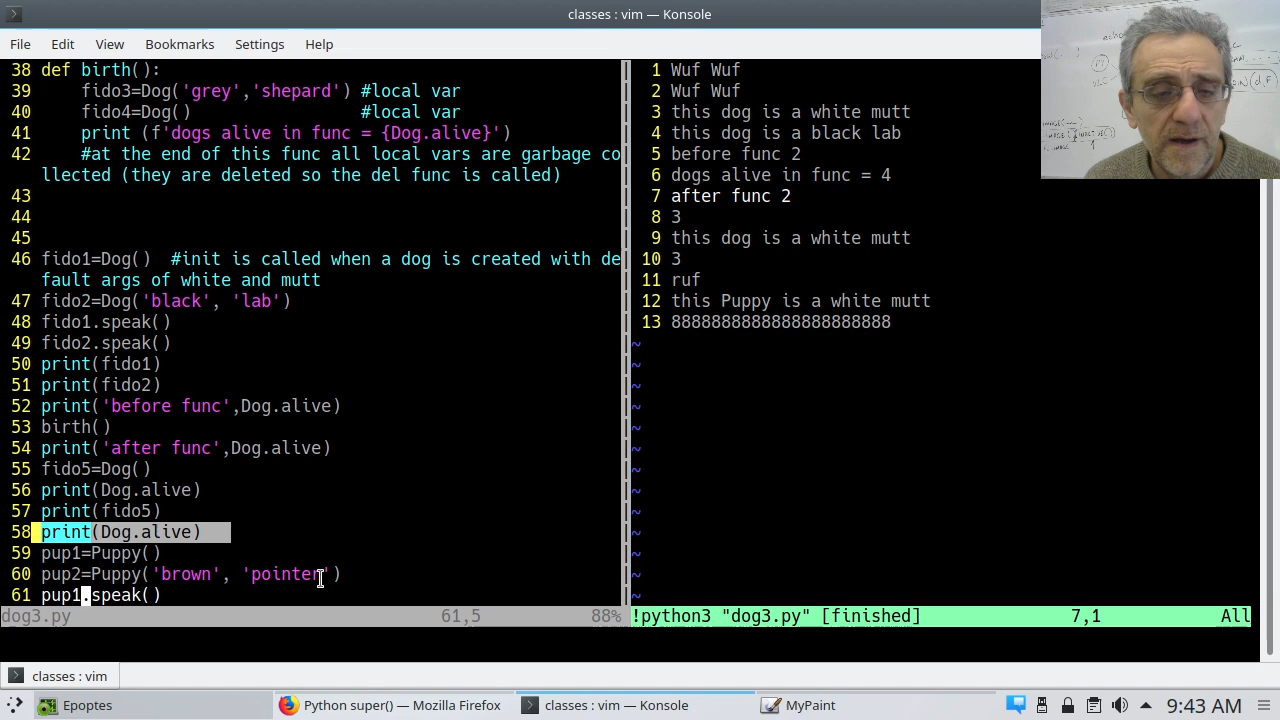 classes : vim — Konsole
File Edit View Bookmarks Settings Help
38 def birth():
39     fido3=Dog('grey','shepard') #local var
40     fido4=Dog()                 #local var
41     print (f'dogs alive in func = {Dog.alive}')
42     #at the end of this func all local vars are garbage co
llected (they are deleted so the del func is called)
43
44
45
46 fido1=Dog()  #init is called when a dog is created with de
fault args of white and mutt
47 fido2=Dog('black', 'lab')
48 fido1.speak()
49 fido2.speak()
50 print(fido1)
51 print(fido2)
52 print('before func',Dog.alive)
53 birth()
54 print('after func',Dog.alive)
55 fido5=Dog()
56 print(Dog.alive)
57 print(fido5)
58 print(Dog.alive)
59 pup1=Puppy()
60 pup2=Puppy('brown', 'pointer')
61 pup1.speak()
dog3.py 61,5 88%
1 Wuf Wuf
2 Wuf Wuf
3 this dog is a white mutt
4 this dog is a black lab
5 before func 2
6 dogs alive in func = 4
7 after func 2
8 3
9 this dog is a white mutt
10 3
11 ruf
12 this Puppy is a white mutt
13 8888888888888888888888
~
~
~
~
~
~
~
~
~
~
~
~
~
!python3 "dog3.py" [finished] 7,1 All
classes : vim
Epoptes
Python super() — Mozilla Firefox
classes : vim — Konsole
MyPaint
9:43 AM